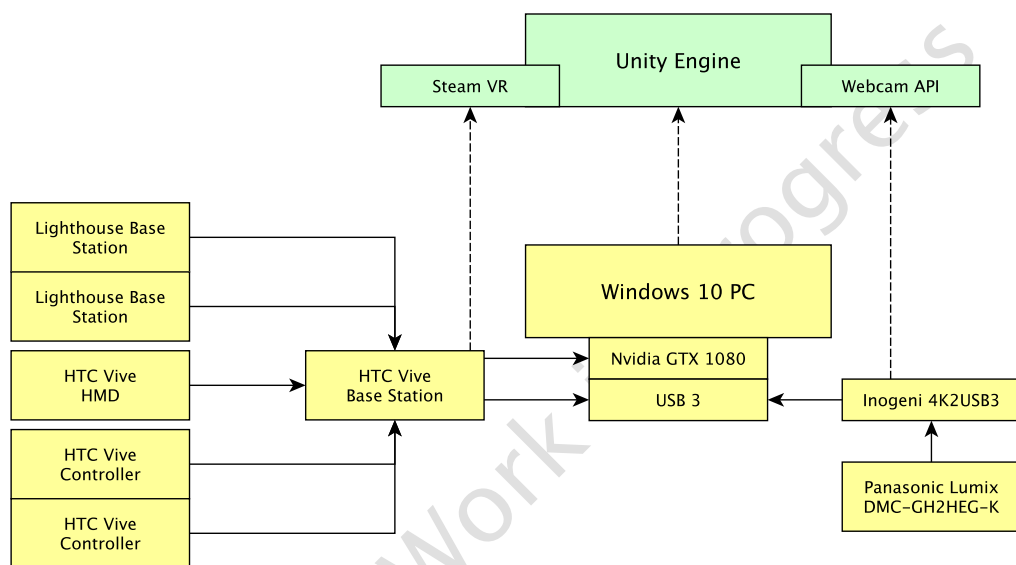 Unity Engine
Steam VR
Webcam API
Lighthouse Base
Station
Lighthouse Base
Station
Windows 10 PC
HTC Vive
HMD
HTC Vive
Base Station
Nvidia GTX 1080
USB 3
Inogeni 4K2USB3
HTC Vive
Controller
HTC Vive
Controller
Panasonic Lumix
DMC-GH2HEG-K
Work